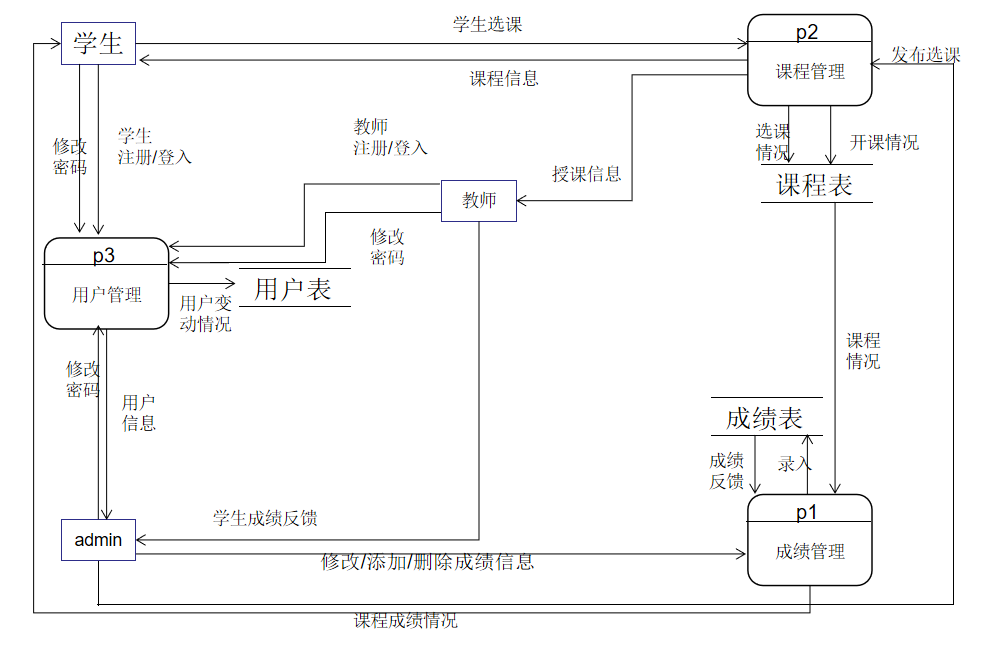 学生选课
学生
p2
课程管理
发布选课
课程信息
修改
密码
学生
注册/登入
教师
注册/登入
选课
情况
开课情况
授课信息
课程表
教师
修改
密码
p3
用户管理
用户表
用户变
动情况
课程
情况
修改
密码
用户
信息
成绩表
成绩
反馈
录入
p1
成绩管理
学生成绩反馈
admin
修改/添加/删除成绩信息
课程成绩情况